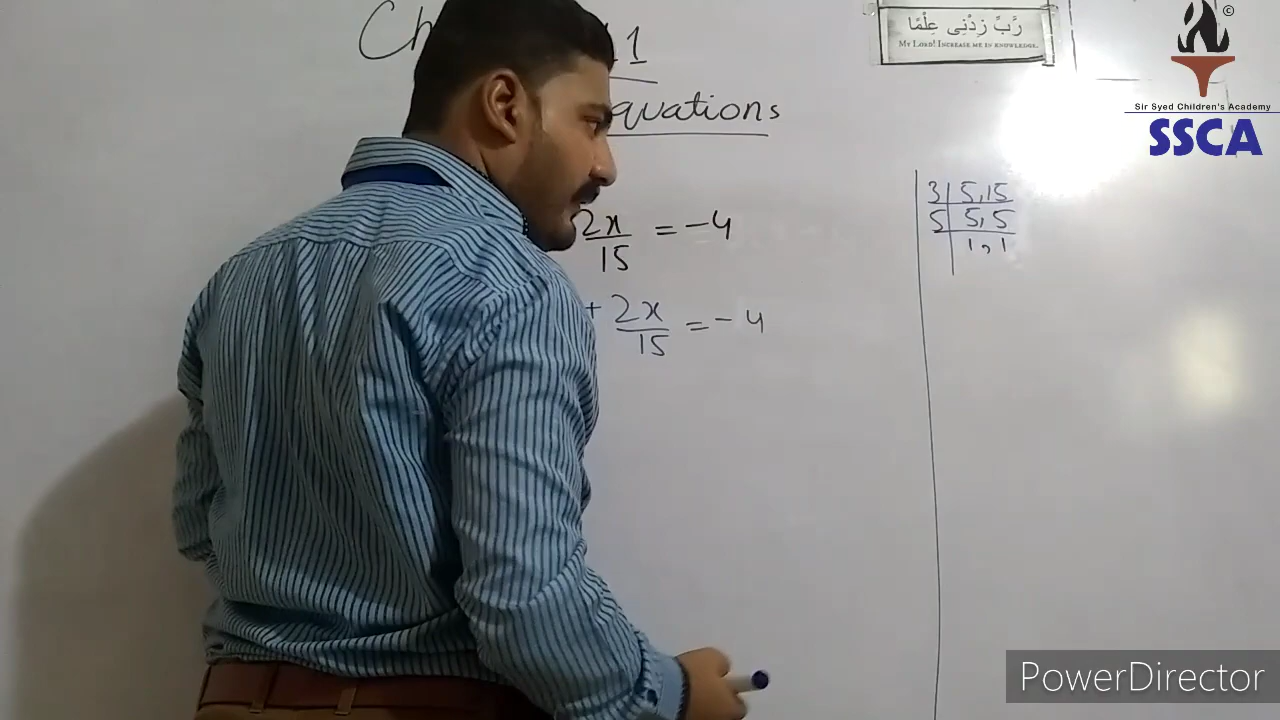 Ch 11
quations
2x/15 = -4
+ 2x/15 = -4
3 | 5, 15
5 | 5, 5
1, 1
رَّبِّ زِدْنِي عِلْمًا
My Lord! Increase me in knowledge.
©
Sir Syed Children's Academy
SSCA
PowerDirector